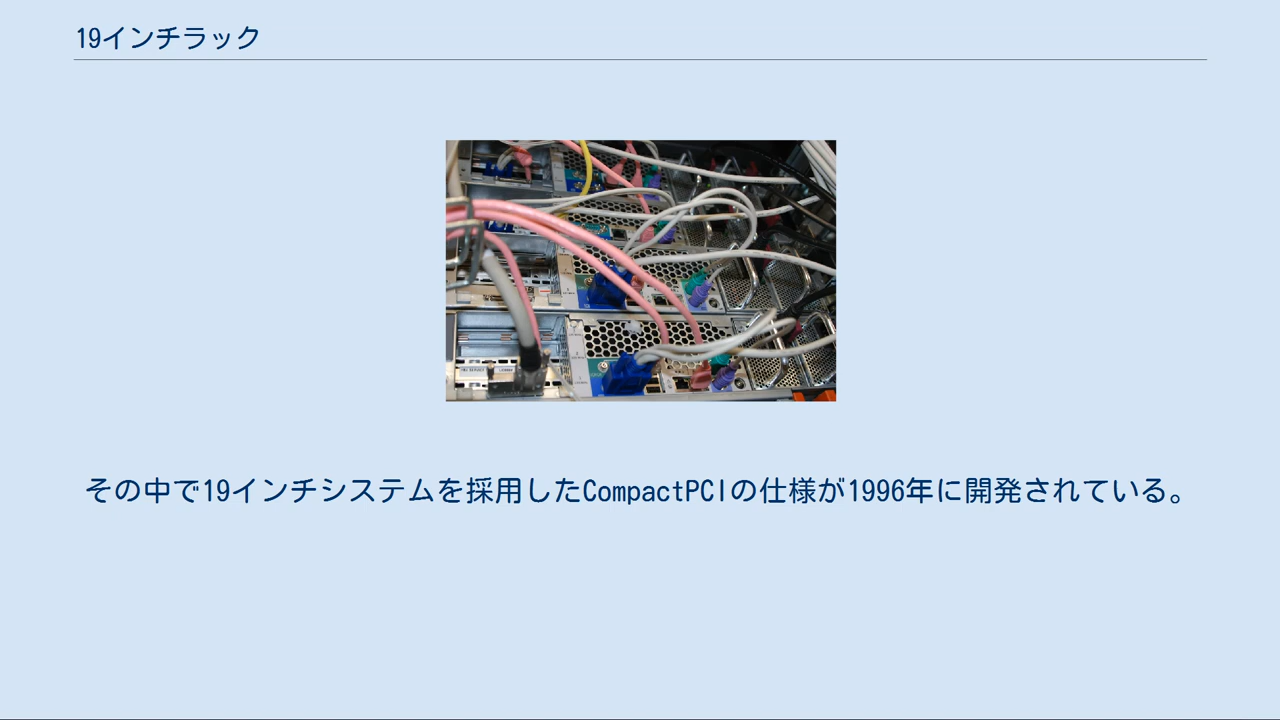 19インチラック
その中で19インチシステムを採用したCompactPCIの仕様が1996年に開発されている。